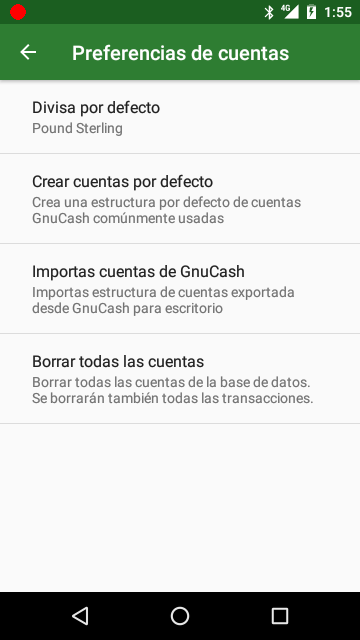 4G 1:55
Preferencias de cuentas
Divisa por defecto
Pound Sterling
Crear cuentas por defecto
Crea una estructura por defecto de cuentas
GnuCash comúnmente usadas
Importas cuentas de GnuCash
Importas estructura de cuentas exportada
desde GnuCash para escritorio
Borrar todas las cuentas
Borrar todas las cuentas de la base de datos.
Se borrarán también todas las transacciones.